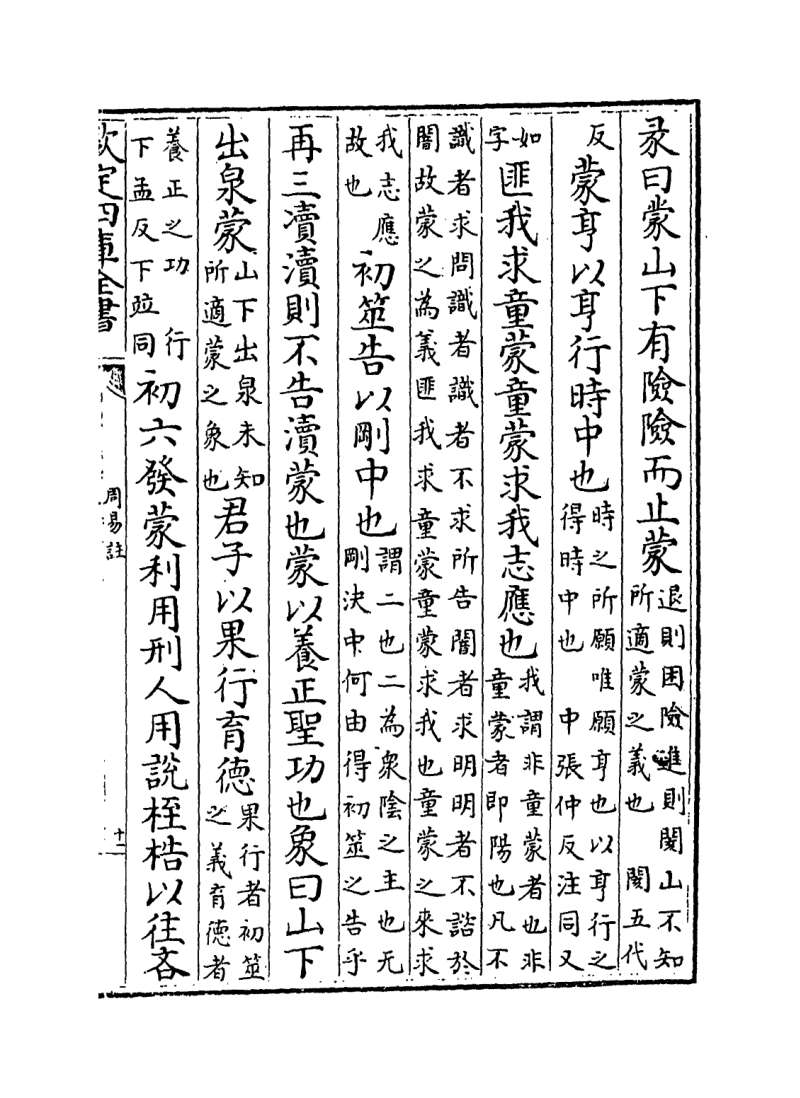 彖曰蒙山下有險險而止蒙退則困險進則閡山不知所適蒙之義也　閡五代
反蒙亨以亨行時中也時之所願唯願亨也以亨行之得時中也　中張仲反注同又
如字匪我求童蒙童蒙求我志應也我謂非童蒙者也非童蒙者即陽也凡不
識者求問識者識者不求所告闇者求明明者不諮於闇故蒙之為義匪我求童蒙童蒙求我也童蒙之來求
我志應故也初筮告以剛中也謂二也二為衆陰之主也无剛決中何由得初筮之告乎
再三瀆瀆則不告瀆蒙也蒙以養正聖功也象曰山下
出泉蒙山下出泉未知所適蒙之象也君子以果行育德果行者初筮之義育德者
養正之功　行下孟反下竝同初六發蒙利用刑人用說桎梏以往吝
欽定四庫全書
周易註
十二